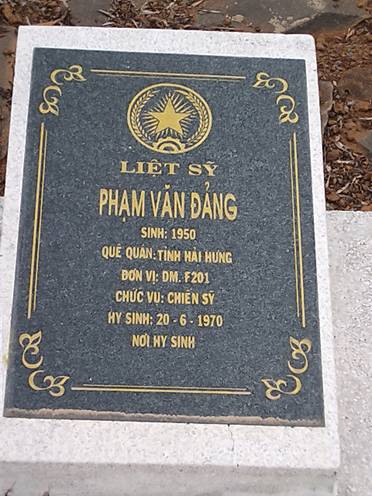 LIỆT SỸ
PHẠM VĂN DẢNG
SINH: 1950
QUÊ QUÁN: TỈNH HẢI HƯNG
ĐƠN VỊ: DM. F201
CHỨC VỤ: CHIẾN SỸ
HY SINH: 20 - 6 - 1970
NƠI HY SINH